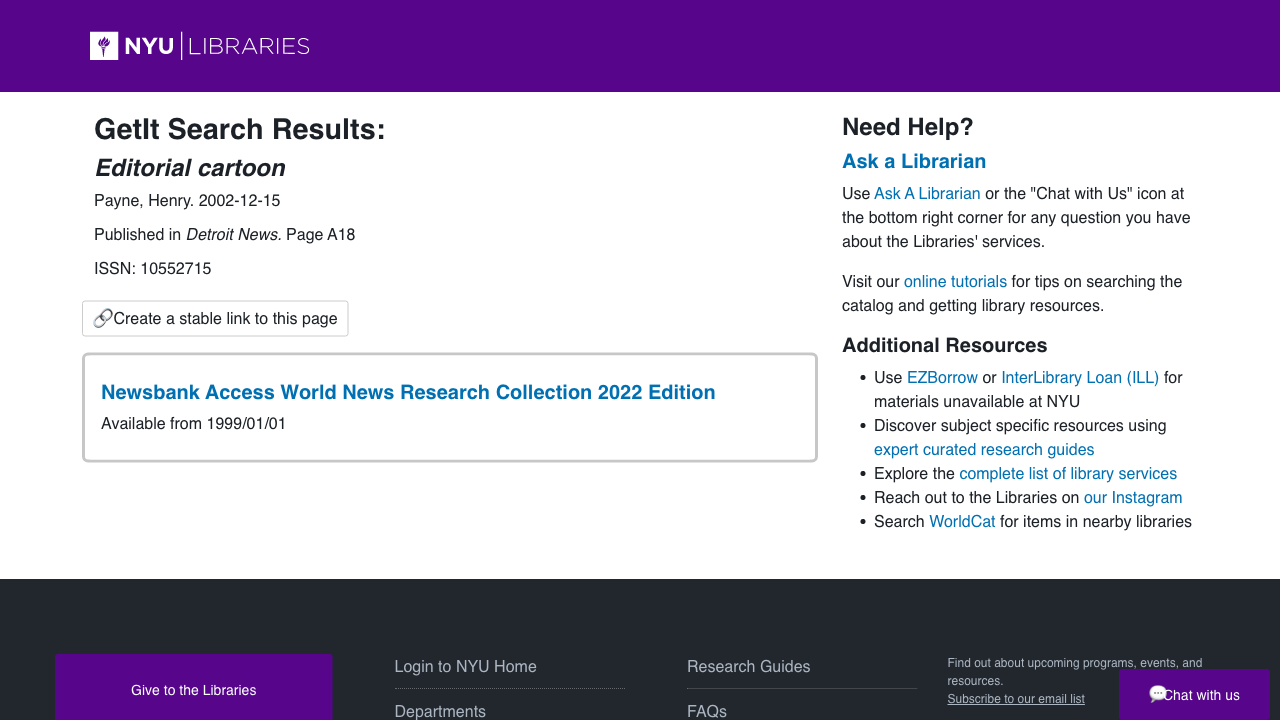 NYU LIBRARIES
GetIt Search Results:
Editorial cartoon
Payne, Henry. 2002-12-15
Published in Detroit News. Page A18
ISSN: 10552715
Create a stable link to this page
Newsbank Access World News Research Collection 2022 Edition
Available from 1999/01/01
Need Help?
Ask a Librarian
Use Ask A Librarian or the "Chat with Us" icon at
the bottom right corner for any question you have
about the Libraries' services.
Visit our online tutorials for tips on searching the
catalog and getting library resources.
Additional Resources
• Use EZBorrow or InterLibrary Loan (ILL) for
materials unavailable at NYU
• Discover subject specific resources using
expert curated research guides
• Explore the complete list of library services
• Reach out to the Libraries on our Instagram
• Search WorldCat for items in nearby libraries
Give to the Libraries
Login to NYU Home
Departments
Research Guides
FAQs
Find out about upcoming programs, events, and
resources.
Subscribe to our email list
Chat with us